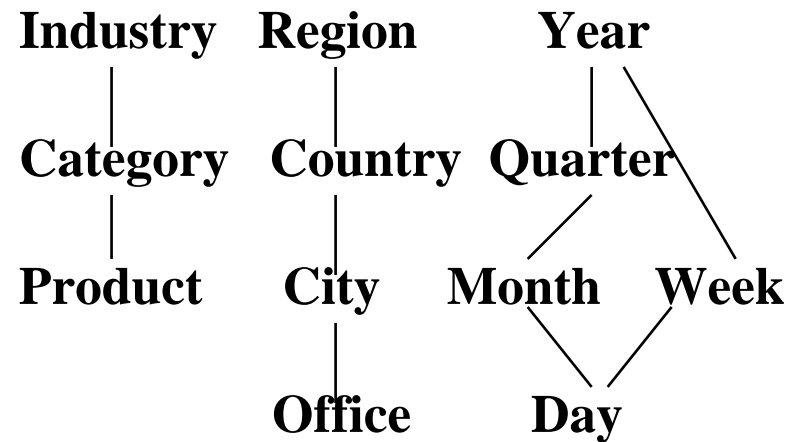 Industry Region Year
Category Country Quarter
Product City Month Week
Office Day